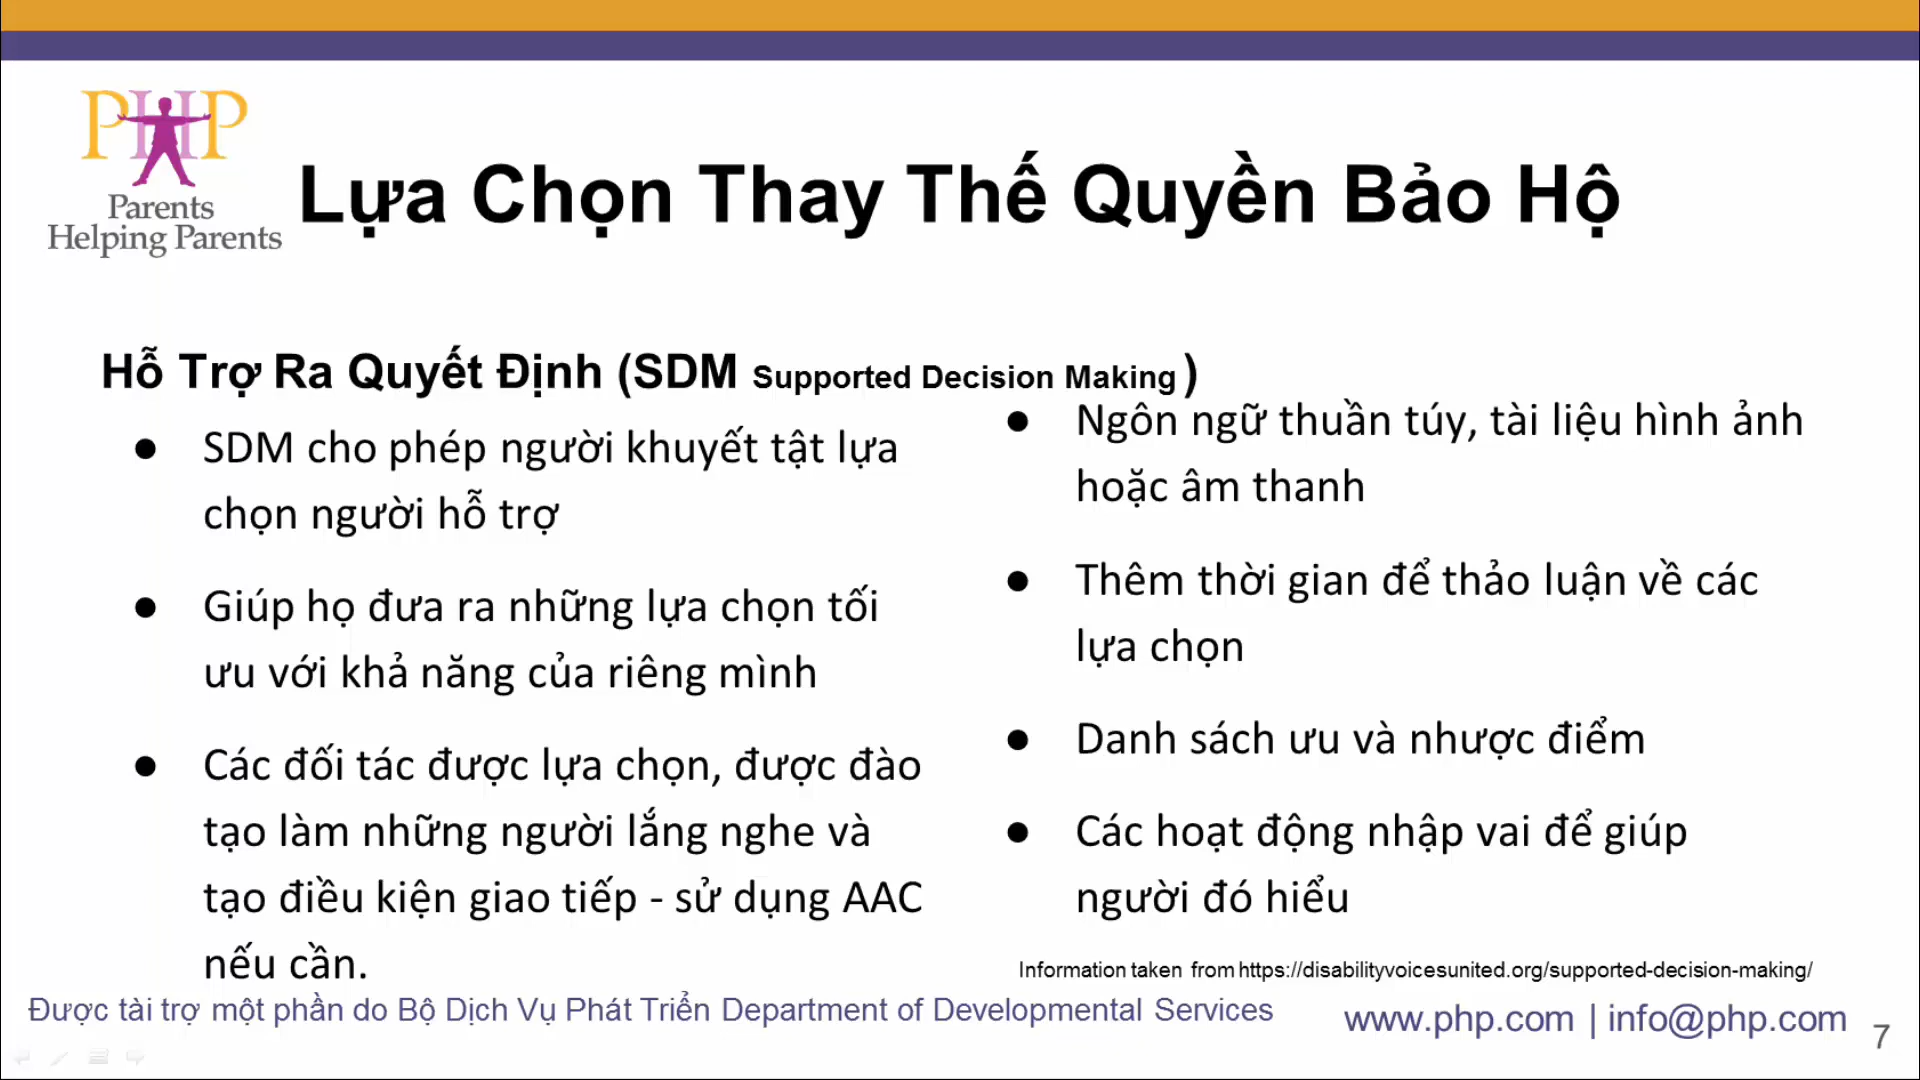 PHP
Parents
Helping Parents
Lựa Chọn Thay Thế Quyền Bảo Hộ
Hỗ Trợ Ra Quyết Định (SDM Supported Decision Making )
● SDM cho phép người khuyết tật lựa
chọn người hỗ trợ
● Giúp họ đưa ra những lựa chọn tối
ưu với khả năng của riêng mình
● Các đối tác được lựa chọn, được đào
tạo làm những người lắng nghe và
tạo điều kiện giao tiếp - sử dụng AAC
nếu cần.
● Ngôn ngữ thuần túy, tài liệu hình ảnh
hoặc âm thanh
● Thêm thời gian để thảo luận về các
lựa chọn
● Danh sách ưu và nhược điểm
● Các hoạt động nhập vai để giúp
người đó hiểu
Information taken from https://disabilityvoicesunited.org/supported-decision-making/
Được tài trợ một phần do Bộ Dịch Vụ Phát Triển Department of Developmental Services
www.php.com | info@php.com
7